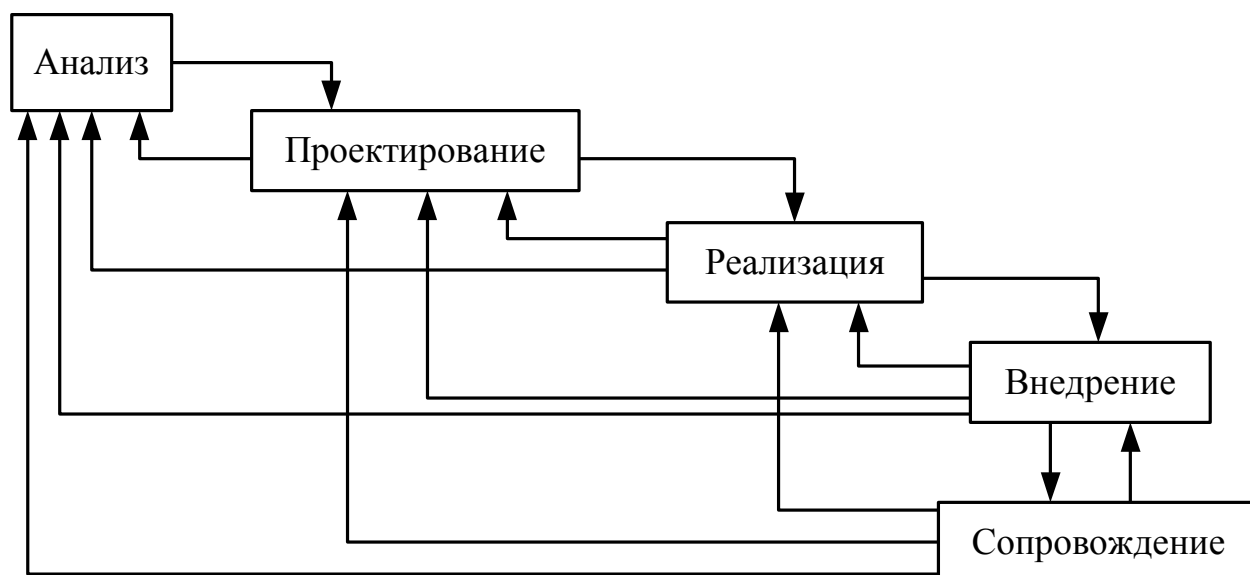 Анализ
Проектирование
Реализация
Внедрение
Сопровождение